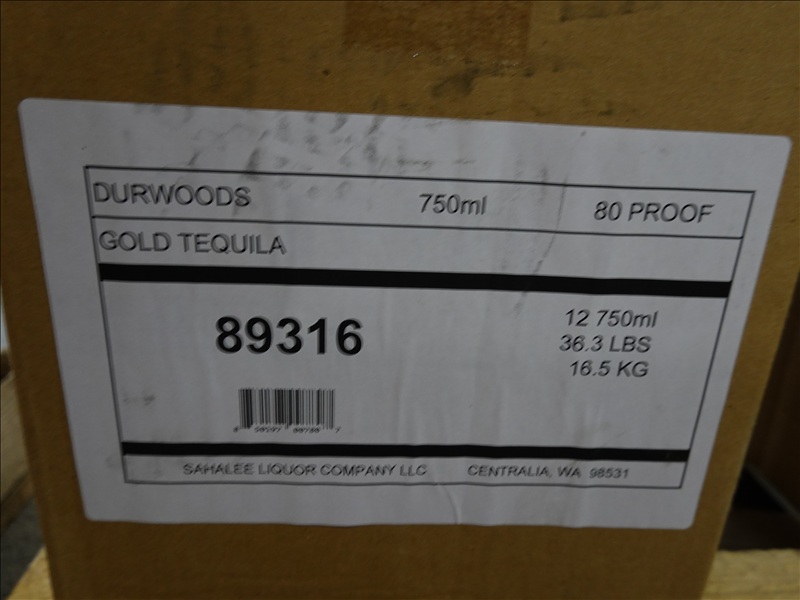 DURWOODS 750ml 80 PROOF
GOLD TEQUILA
89316
12 750ml
36.3 LBS
16.5 KG
SAHALEE LIQUOR COMPANY LLC CENTRALIA, WA 98531